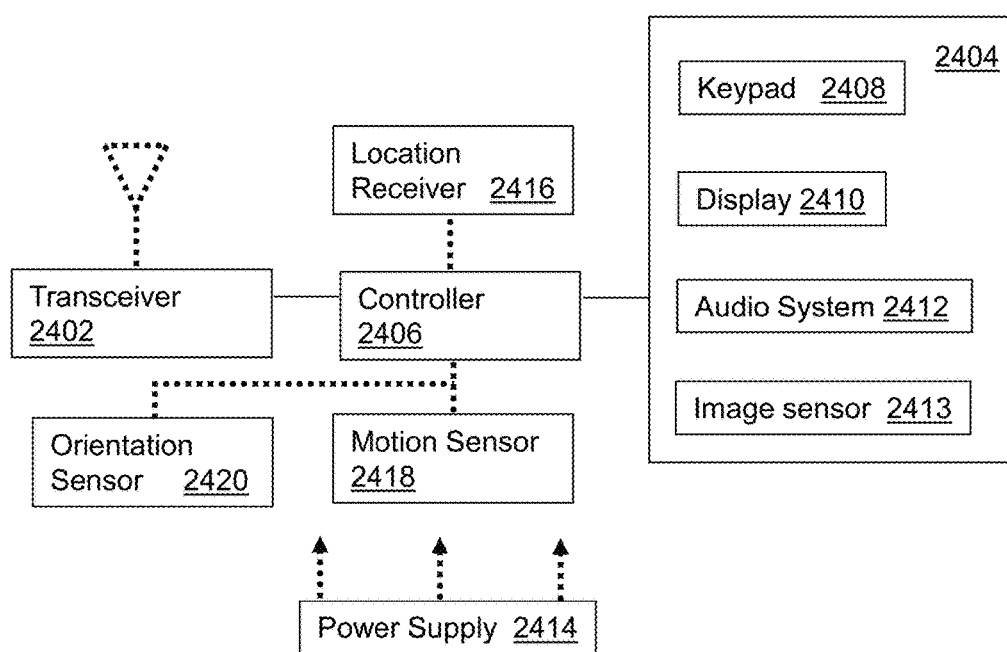 2404
Keypad 2408
Location
Receiver 2416
Display 2410
Transceiver
2402
Controller
2406
Audio System 2412
Image sensor 2413
Orientation
Sensor 2420
Motion Sensor
2418
Power Supply 2414